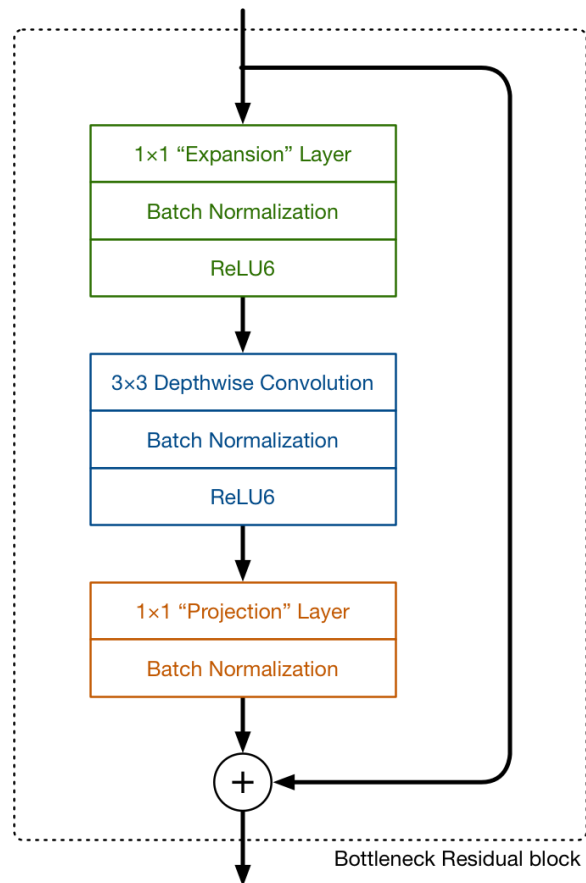 1×1 “Expansion” Layer
Batch Normalization
ReLU6
3×3 Depthwise Convolution
Batch Normalization
ReLU6
1×1 “Projection” Layer
Batch Normalization
+
Bottleneck Residual block